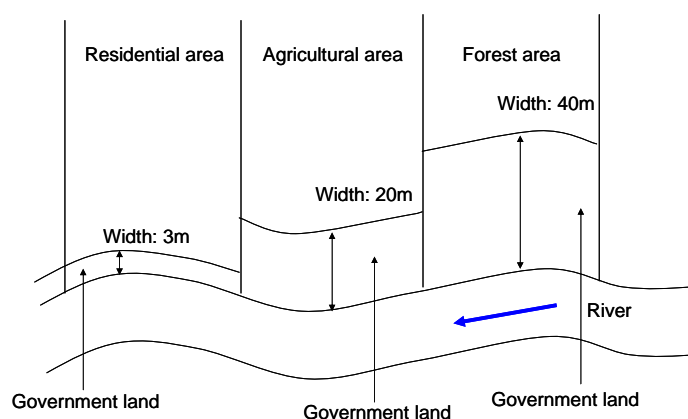 Residential area
Agricultural area
Forest area
Width: 40m
Width: 20m
Width: 3m
River
Government land
Government land
Government land